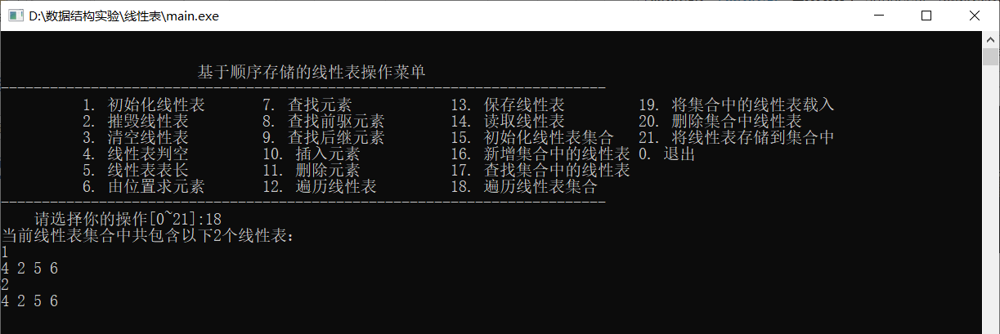 D:\数据结构实验\线性表\main.exe
基于顺序存储的线性表操作菜单
--------------------------------------------------------------------------
1. 初始化线性表 7. 查找元素 13. 保存线性表 19. 将集合中的线性表载入
2. 摧毁线性表 8. 查找前驱元素 14. 读取线性表 20. 删除集合中线性表
3. 清空线性表 9. 查找后继元素 15. 初始化线性表集合 21. 将线性表存储到集合中
4. 线性表判空 10. 插入元素 16. 新增集合中的线性表 0. 退出
5. 线性表表长 11. 删除元素 17. 查找集合中的线性表
6. 由位置求元素 12. 遍历线性表 18. 遍历线性表集合
--------------------------------------------------------------------------
请选择你的操作[0~21]:18
当前线性表集合中共包含以下2个线性表:
1
4 2 5 6
2
4 2 5 6